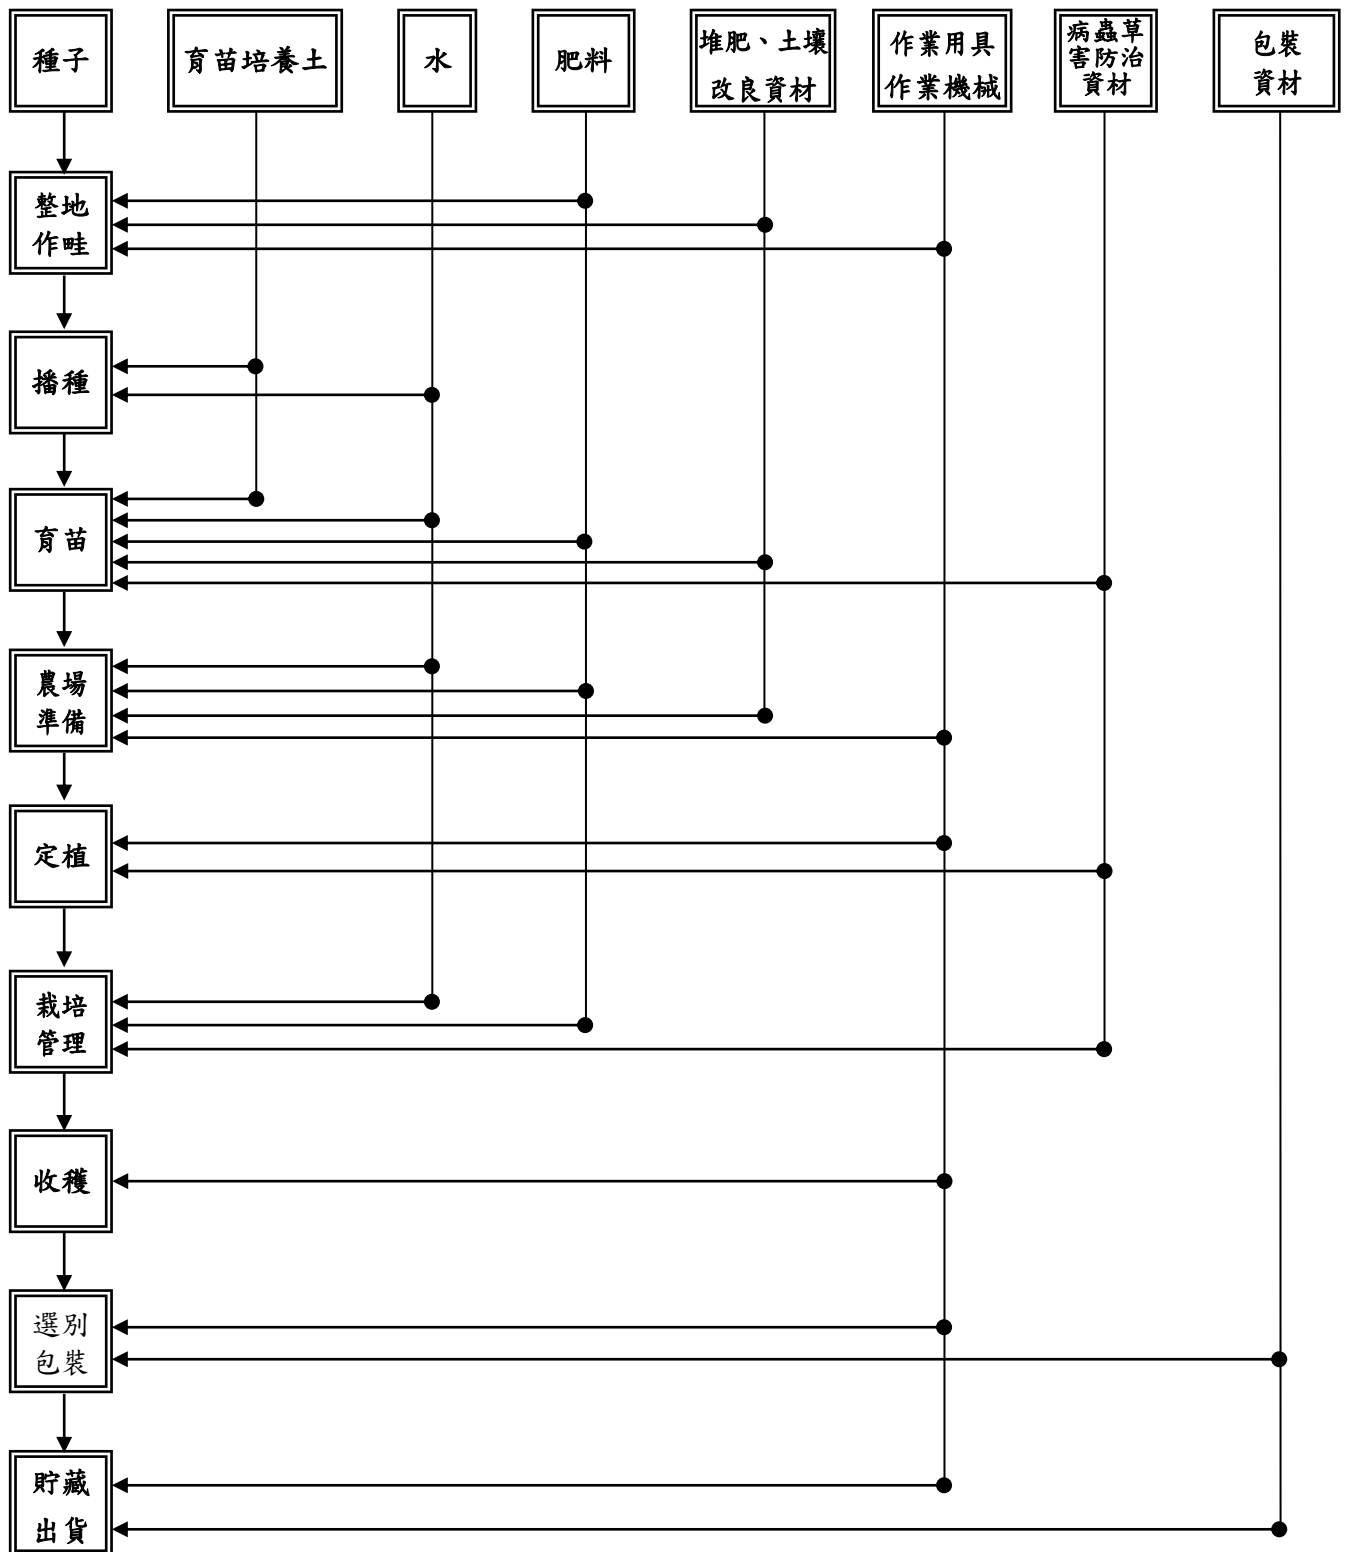 種子
育苗培養土
水
肥料
堆肥、土壤
改良資材
作業用具
作業機械
病蟲草
害防治
資材
包裝
資材
整地
作畦
播種
育苗
農場
準備
定植
栽培
管理
收穫
選別
包裝
貯藏
出貨